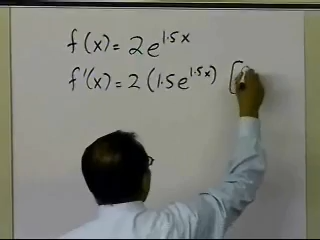 f(x) = 2e^{1.5x}
f'(x) = 2 (1.5e^{1.5x}) [